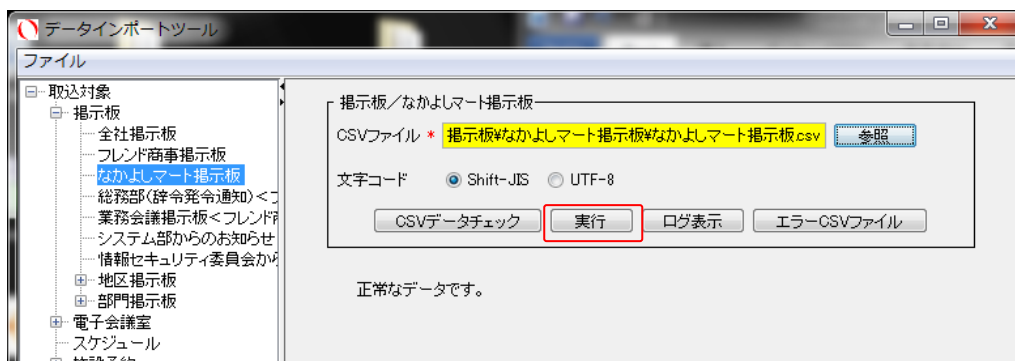 データインポートツール
ファイル
取込対象
掲示板
全社掲示板
フレンド商事掲示板
なかよしマート掲示板
総務部(辞令発令通知)<フ
業務会議掲示板<フレンド商
システム部からのお知らせ
情報セキュリティ委員会から
地区掲示板
部門掲示板
電子会議室
スケジュール
掲示板/なかよしマート掲示板
CSVファイル * 掲示板¥なかよしマート掲示板¥なかよしマート掲示板.csv 参照
文字コード Shift-JIS UTF-8
CSVデータチェック 実行 ログ表示 エラーCSVファイル
正常なデータです。